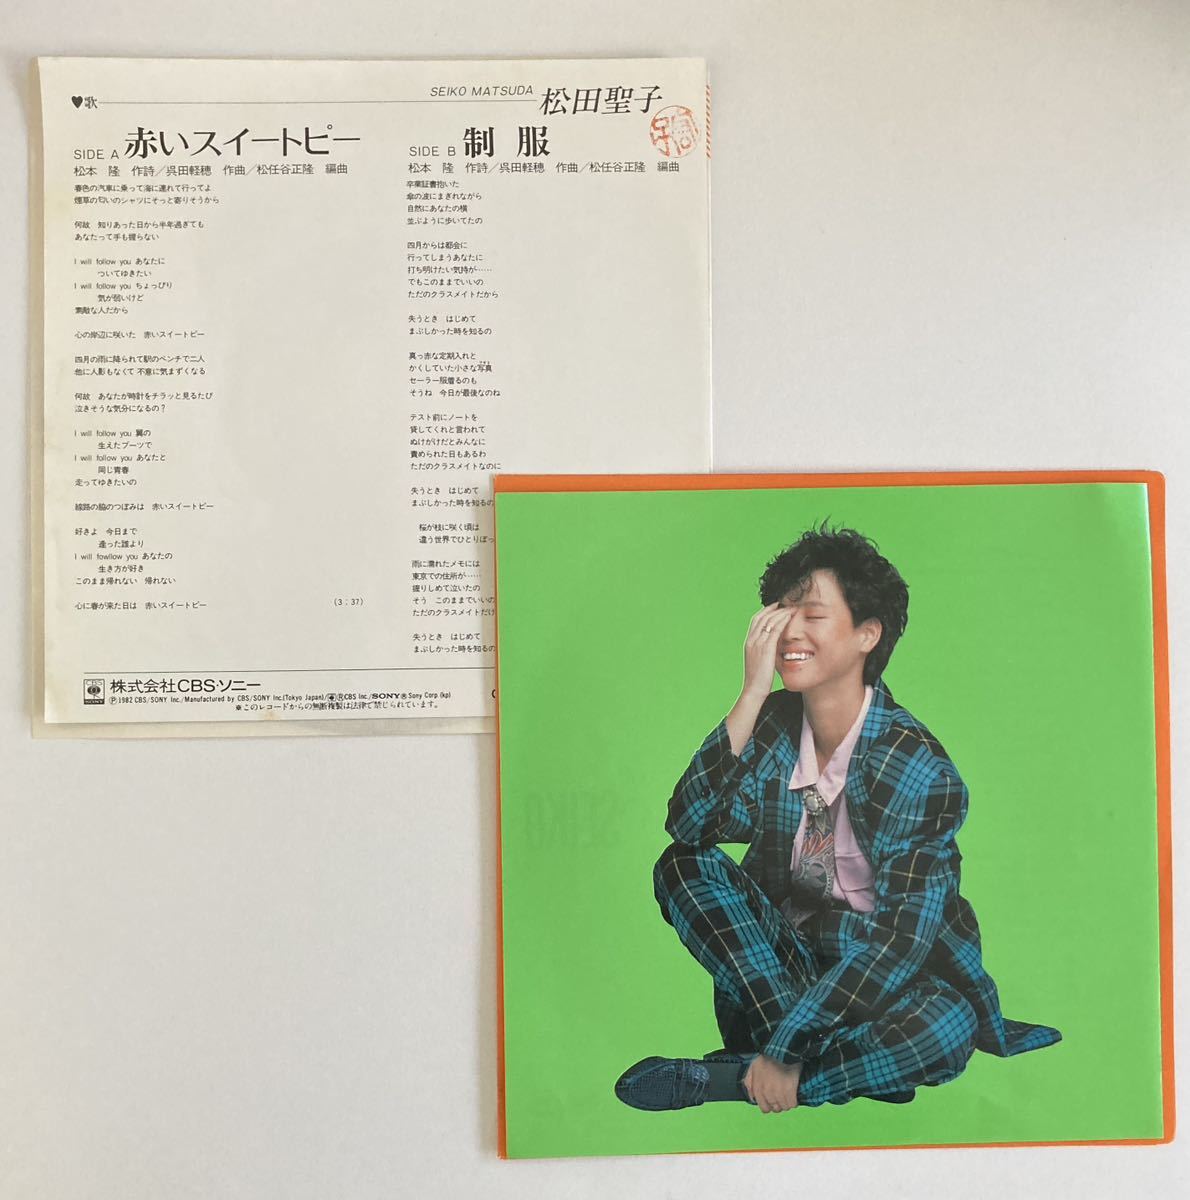 ♥歌
SEIKO MATSUDA 松田聖子
SIDE A 赤いスイートピー
松本 隆 作詩／呉田軽穂 作曲／松任谷正隆 編曲
春色の汽車に乗って海に連れて行ってよ
煙草の匂いのシャツにそっと寄りそうから
何故 知りあった日から半年過ぎても
あなたって手も握らない
I will follow you あなたに
ついてゆきたい
I will follow you ちょっぴり
気が弱いけど
素敵な人だから
心の岸辺に咲いた 赤いスイートピー
四月の雨に降られて駅のベンチで二人
他に人影もなくて 不意に気まずくなる
何故 あなたが時計をチラッと見るたび
泣きそうな気分になるの？
I will follow you 翼の
生えたブーツで
I will follow you あなたと
同じ青春
走ってゆきたいの
線路の脇のつぼみは 赤いスイートピー
好きよ 今日まで
逢った誰より
I will fowllow you あなたの
生き方が好き
このまま帰れない 帰れない
心に春が来た日は 赤いスイートピー
（3：37）
SIDE B 制服
松本 隆 作詩／呉田軽穂 作曲／松任谷正隆 編曲
卒業証書抱いた
傘の波にまぎれながら
自然にあなたの横
並ぶように歩いてたの
四月からは都会に
行ってしまうあなたに
打ち明けたい気持が……
でもこのままでいいの
ただのクラスメイトだから
失うとき はじめて
まぶしかった時を知るの
真っ赤な定期入れと
かくしていた小さな写真
セーラー服着るのも
そうね 今日が最後なのね
テスト前にノートを
貸してくれと言われて
ぬけがけだとみんなに
責められた日もあるわ
ただのクラスメイトなのに
失うとき はじめて
まぶしかった時を知るの
桜が枝に咲く頃は
違う世界でひとりぼっ
雨に濡れたメモには
東京での住所が……
握りしめて泣いたの
そう このままでいいの
ただのクラスメイトだけ
失うとき はじめて
まぶしかった時を知るの
CBS SONY 株式会社CBS・ソニー
Ⓟ1982 CBS/SONY Inc./Manufactured by CBS/SONY Inc.(Tokyo Japan)/ⓇCBS Inc./SONY® Sony Corp (kp)
※このレコードからの無断複製は法律で禁じられています。